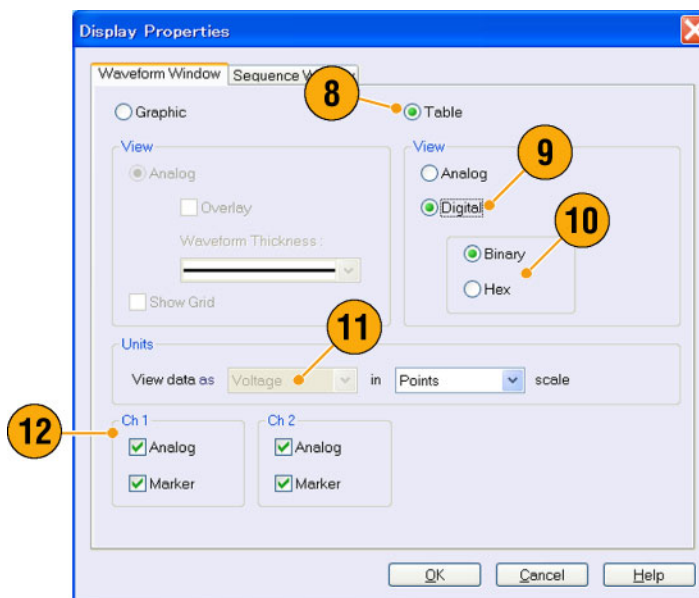 Display Properties
Waveform Window
8
Graphic
Table
View
View
9
Analog
Analog
Overlay
Digital
10
Waveform Thickness :
Binary
Hex
Show Grid
11
Units
View data as Voltage in Points scale
12
Ch 1
Ch 2
Analog
Analog
Marker
Marker
OK
Cancel
Help